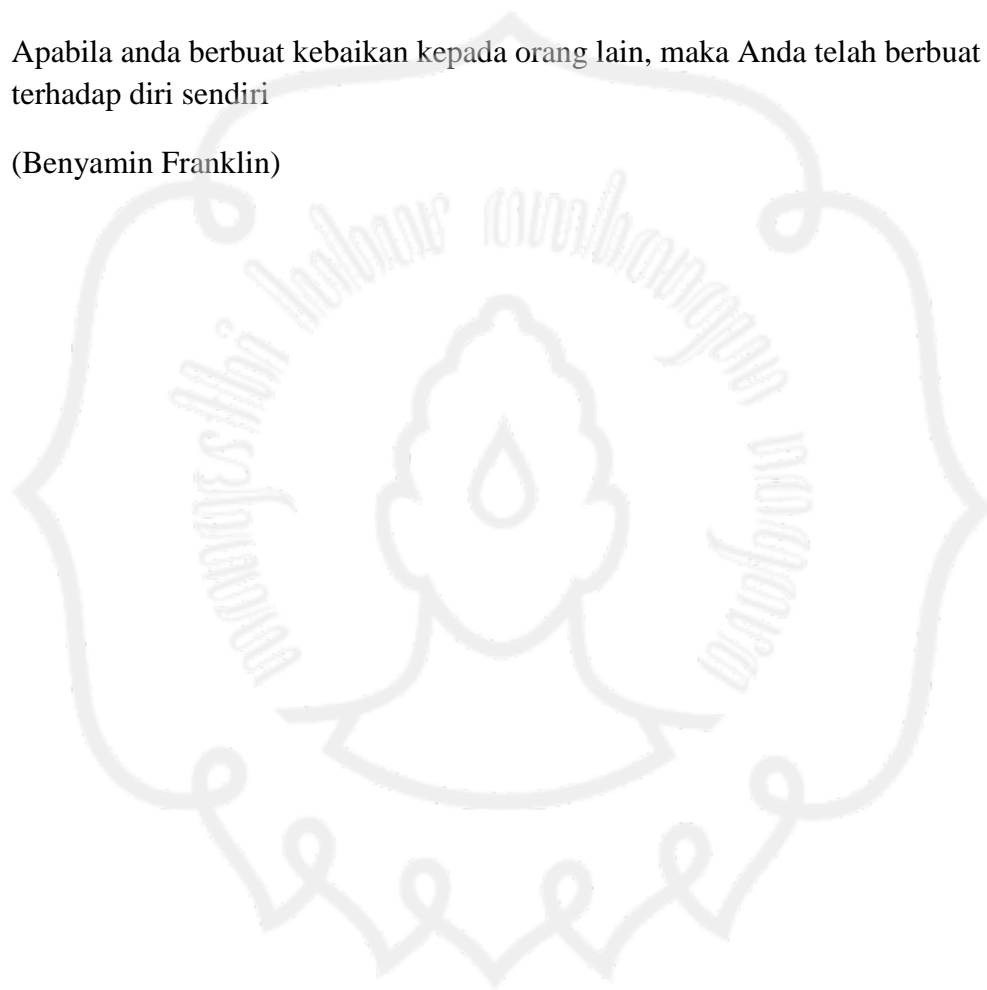 Apabila anda berbuat kebaikan kepada orang lain, maka Anda telah berbuat
terhadap diri sendiri
(Benyamin Franklin)